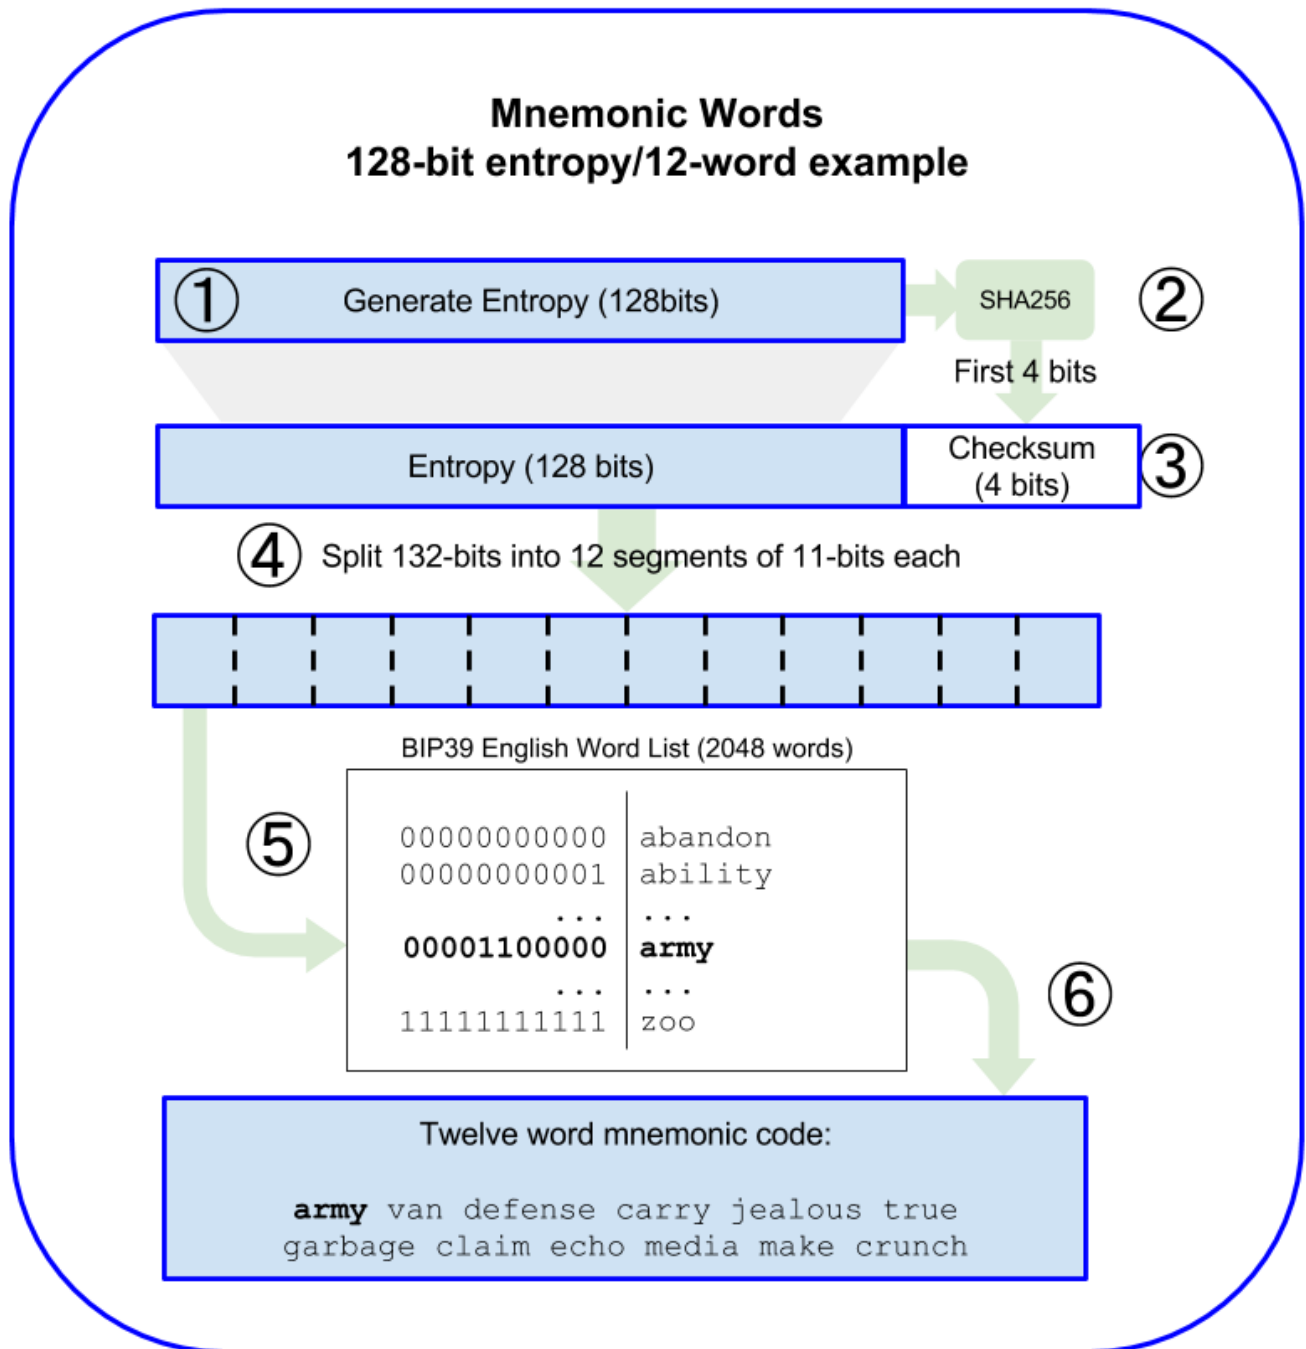 Mnemonic Words
128-bit entropy/12-word example
① Generate Entropy (128bits)
SHA256
②
First 4 bits
Entropy (128 bits)
Checksum
(4 bits)
③
④ Split 132-bits into 12 segments of 11-bits each
BIP39 English Word List (2048 words)
⑤
00000000000 abandon
00000000001 ability
... ...
00001100000 army
... ...
11111111111 zoo
⑥
Twelve word mnemonic code:
army van defense carry jealous true
garbage claim echo media make crunch